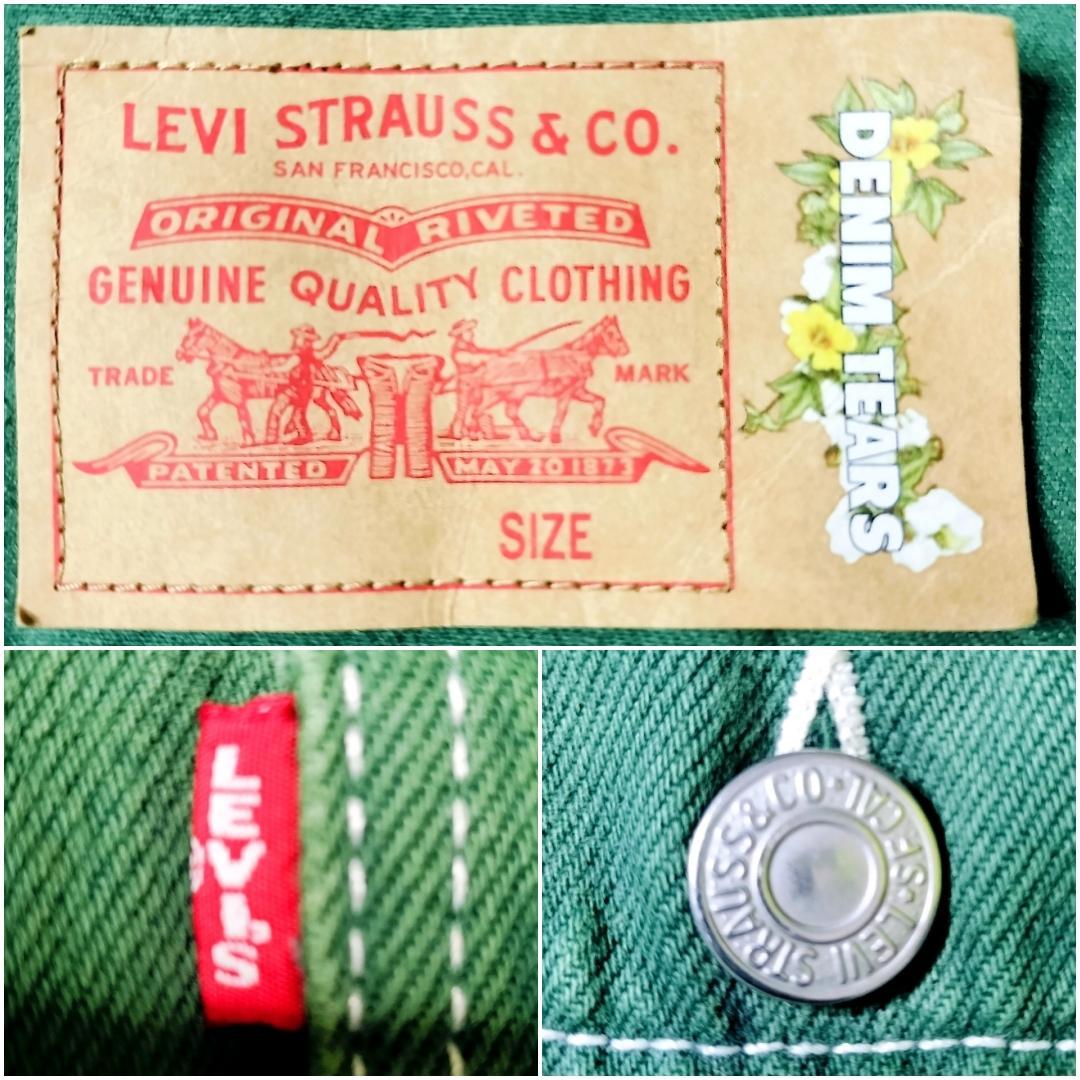 LEVI STRAUSS & CO.
SAN FRANCISCO, CAL.
ORIGINAL RIVETED
GENUINE QUALITY CLOTHING
TRADE MARK
PATENTED MAY 20 1873
SIZE
DENIM TEARS
LEVI'S
LEVI STRAUSS & CO. S.F. CAL.